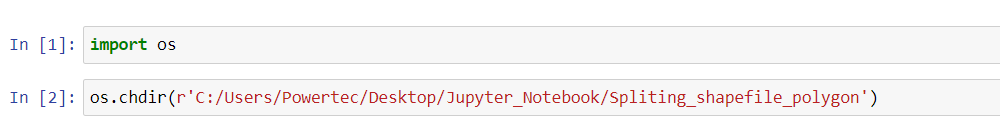 In [1]: import os
In [2]: os.chdir(r'C:/Users/Powertec/Desktop/Jupyter_Notebook/Spliting_shapefile_polygon')